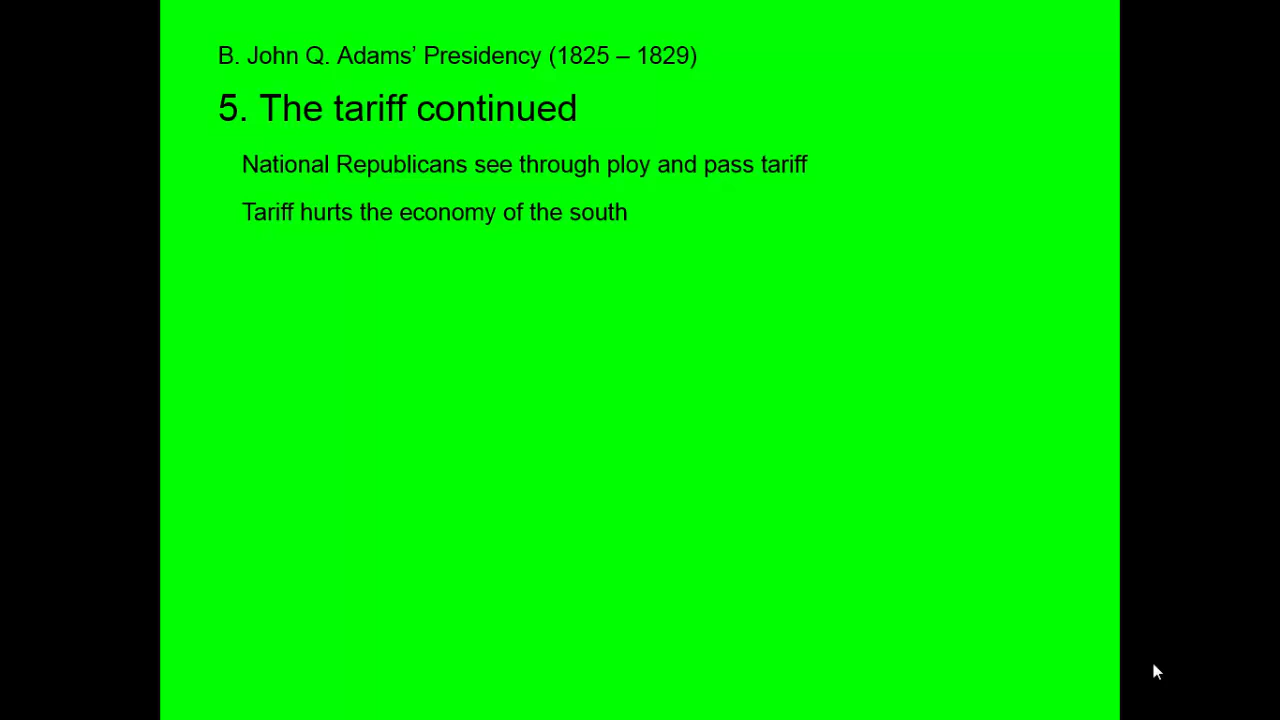 B. John Q. Adams’ Presidency (1825 – 1829)
5. The tariff continued
National Republicans see through ploy and pass tariff
Tariff hurts the economy of the south